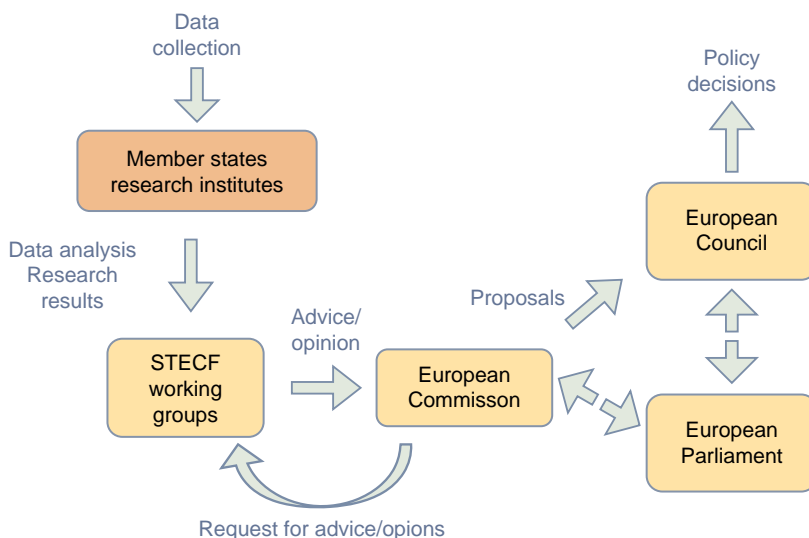 Data
collection
Policy
decisions
Member states
research institutes
European
Council
Data analysis
Research
results
Proposals
Advice/
opinion
STECF
working
groups
European
Commisson
European
Parliament
Request for advice/opions